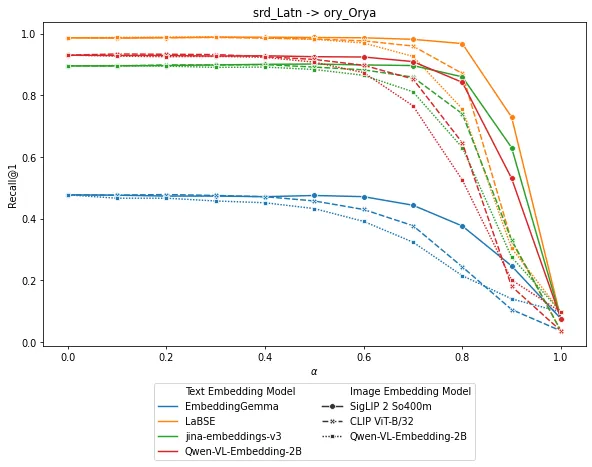 srd_Latn -> ory_Orya
Recall@1
1.0
0.8
0.6
0.4
0.2
0.0
0.0 0.2 0.4 0.6 0.8 1.0
α
Text Embedding Model
EmbeddingGemma
LaBSE
jina-embeddings-v3
Qwen-VL-Embedding-2B
Image Embedding Model
SigLIP 2 So400m
CLIP ViT-B/32
Qwen-VL-Embedding-2B